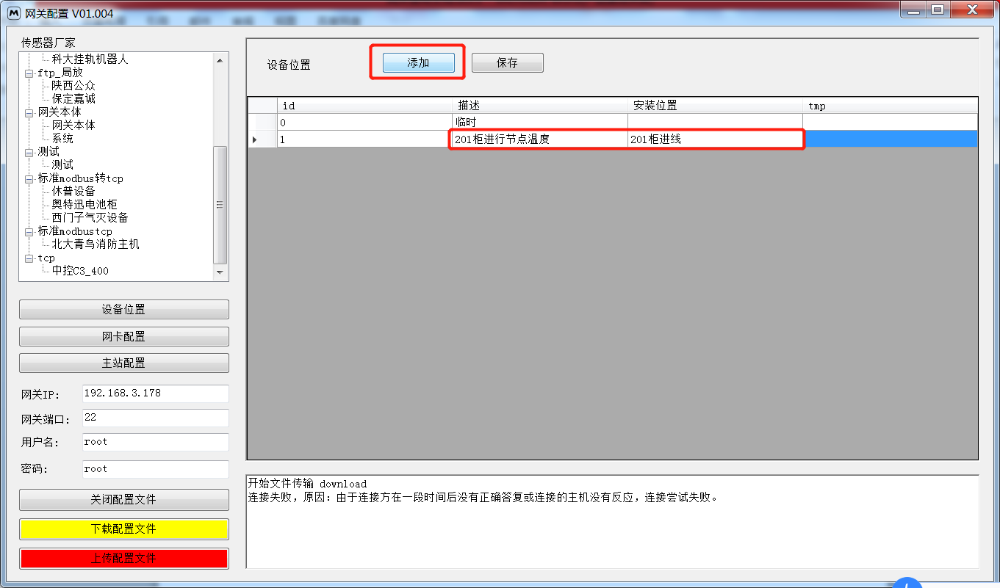 网关配置 V01.004
传感器厂家
科大挂轨机器人
ftp_局放
陕西公众
保定嘉诚
网关本体
网关本体
系统
测试
测试
标准modbus转tcp
休普设备
奥特迅电池柜
西门子气灭设备
标准modbustcp
北大青鸟消防主机
tcp
中控C3_400
设备位置
网卡配置
主站配置
网关IP: 192.168.3.178
网关端口: 22
用户名: root
密码: root
关闭配置文件
下载配置文件
上传配置文件
设备位置 添加 保存
id 描述 安装位置 tmp
0 临时
1 201柜进行节点温度 201柜进线
开始文件传输 download
连接失败，原因：由于连接方在一段时间后没有正确答复或连接的主机没有反应，连接尝试失败。